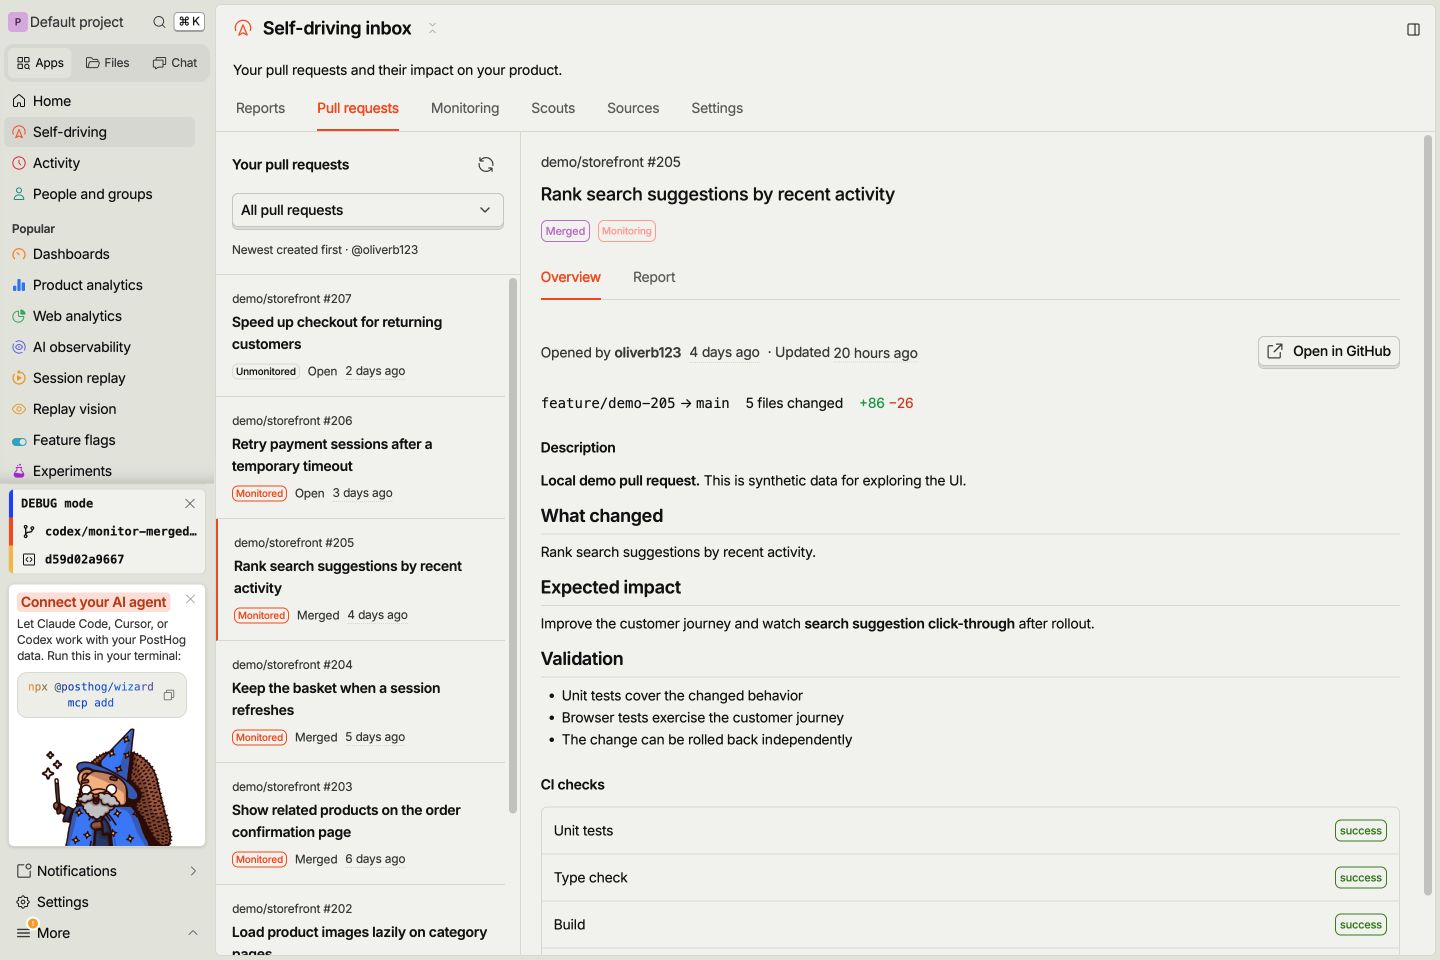 P Default project ⌘ K
Apps Files Chat
Home
Self-driving
Activity
People and groups
Popular
Dashboards
Product analytics
Web analytics
AI observability
Session replay
Replay vision
Feature flags
Experiments
DEBUG mode
codex/monitor-merged…
d59d02a9667
Connect your AI agent
Let Claude Code, Cursor, or
Codex work with your PostHog
data. Run this in your terminal:
npx @posthog/wizard
mcp add
Notifications
Settings
More
Self-driving inbox
Your pull requests and their impact on your product.
Reports Pull requests Monitoring Scouts Sources Settings
Your pull requests
All pull requests
Newest created first · @oliverb123
demo/storefront #207
Speed up checkout for returning
customers
Unmonitored Open 2 days ago
demo/storefront #206
Retry payment sessions after a
temporary timeout
Monitored Open 3 days ago
demo/storefront #205
Rank search suggestions by recent
activity
Monitored Merged 4 days ago
demo/storefront #204
Keep the basket when a session
refreshes
Monitored Merged 5 days ago
demo/storefront #203
Show related products on the order
confirmation page
Monitored Merged 6 days ago
demo/storefront #202
Load product images lazily on category
pages
demo/storefront #205
Rank search suggestions by recent activity
Merged Monitoring
Overview Report
Opened by oliverb123 4 days ago · Updated 20 hours ago
Open in GitHub
feature/demo-205 → main 5 files changed +86 −26
Description
Local demo pull request. This is synthetic data for exploring the UI.
What changed
Rank search suggestions by recent activity.
Expected impact
Improve the customer journey and watch search suggestion click-through after rollout.
Validation
• Unit tests cover the changed behavior
• Browser tests exercise the customer journey
• The change can be rolled back independently
CI checks
Unit tests success
Type check success
Build success